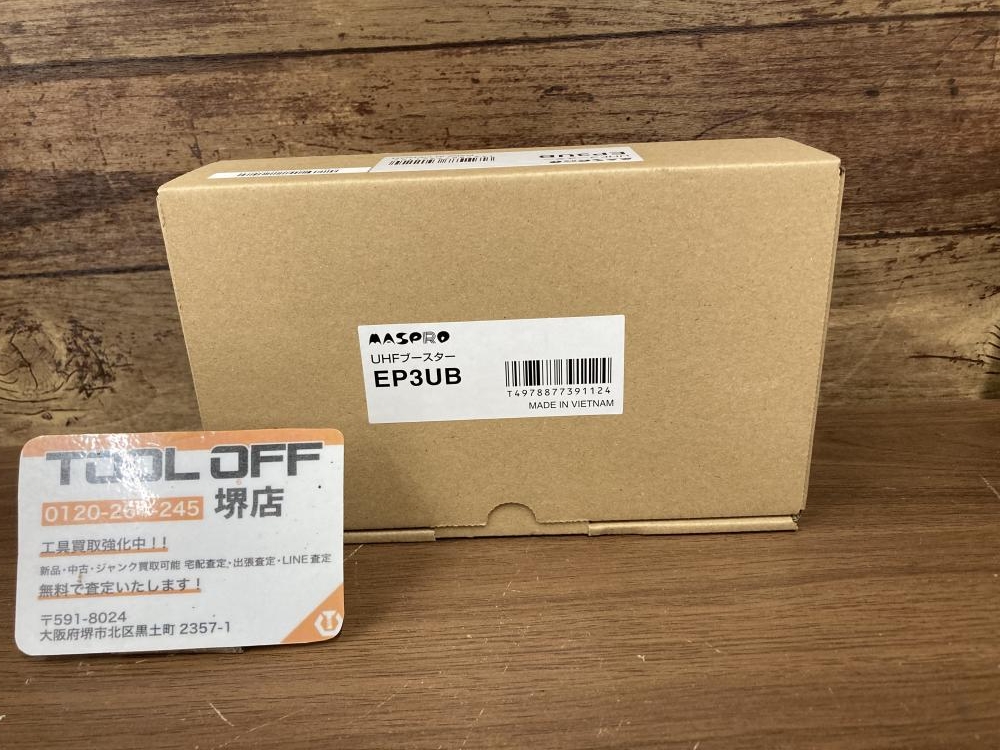 EP3UB
MASPRO
UHFブースター
EP3UB
T4978877391124
MADE IN VIETNAM
TOOL OFF
堺店
工具買取強化中!!
新品・中古・ジャンク買取可能 宅配査定・出張査定・LINE査定
無料で査定いたします!
〒591-8024
大阪府堺市北区黒土町 2357-1